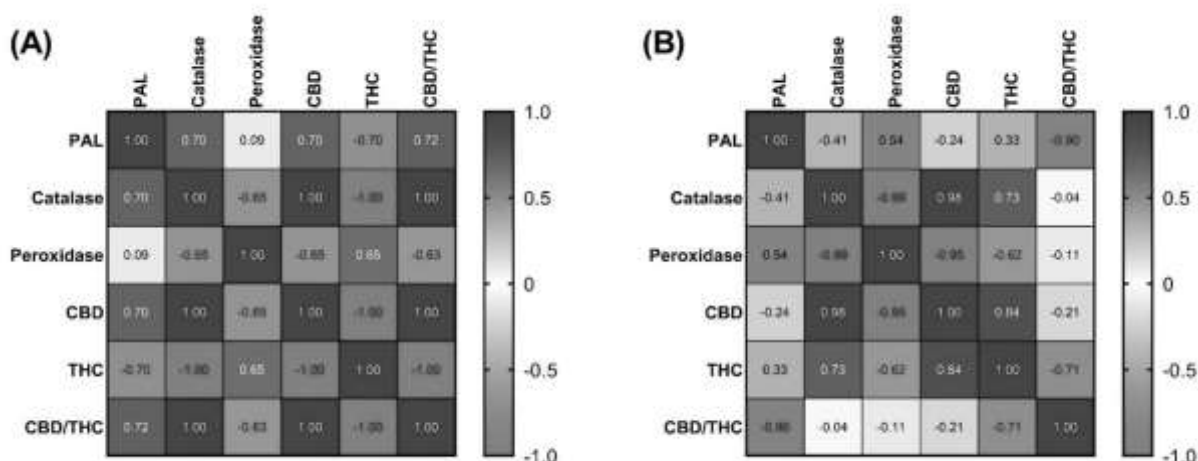 (A)
PAL Catalase Peroxidase CBD THC CBD/THC
PAL 1.00 0.70 0.09 0.70 -0.70 0.72
Catalase 0.70 1.00 -0.65 1.00 -1.00 1.00
Peroxidase 0.09 -0.65 1.00 -0.65 0.65 -0.63
CBD 0.70 1.00 -0.65 1.00 -1.00 1.00
THC -0.70 -1.00 0.65 -1.00 1.00 -1.00
CBD/THC 0.72 1.00 -0.63 1.00 -1.00 1.00
1.0
0.5
0
-0.5
-1.0
(B)
PAL Catalase Peroxidase CBD THC CBD/THC
PAL 1.00 -0.41 0.54 -0.24 0.33 -0.90
Catalase -0.41 1.00 -0.99 0.98 0.73 -0.04
Peroxidase 0.54 -0.99 1.00 -0.95 -0.62 -0.11
CBD -0.24 0.98 -0.95 1.00 0.84 -0.21
THC 0.33 0.73 -0.62 0.84 1.00 -0.71
CBD/THC -0.90 -0.04 -0.11 -0.21 -0.71 1.00
1.0
0.5
0
-0.5
-1.0